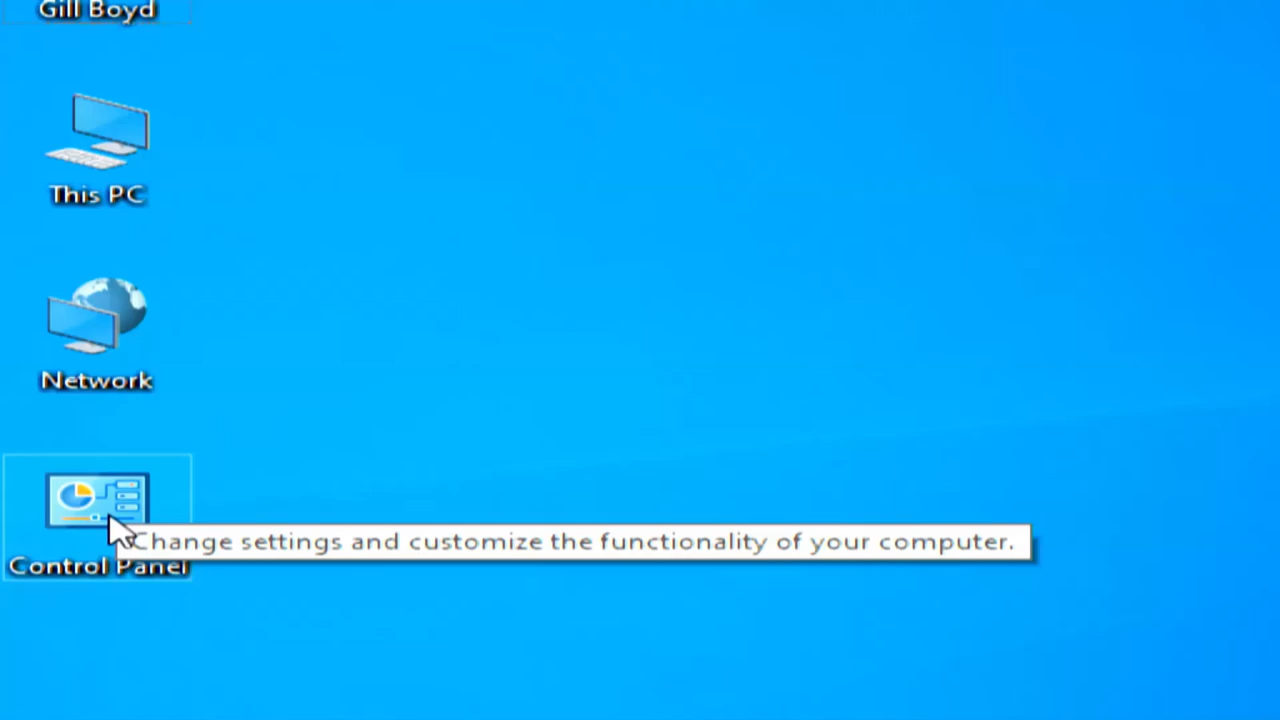 Gill Boyd
This PC
Network
Change settings and customize the functionality of your computer.
Control Panel